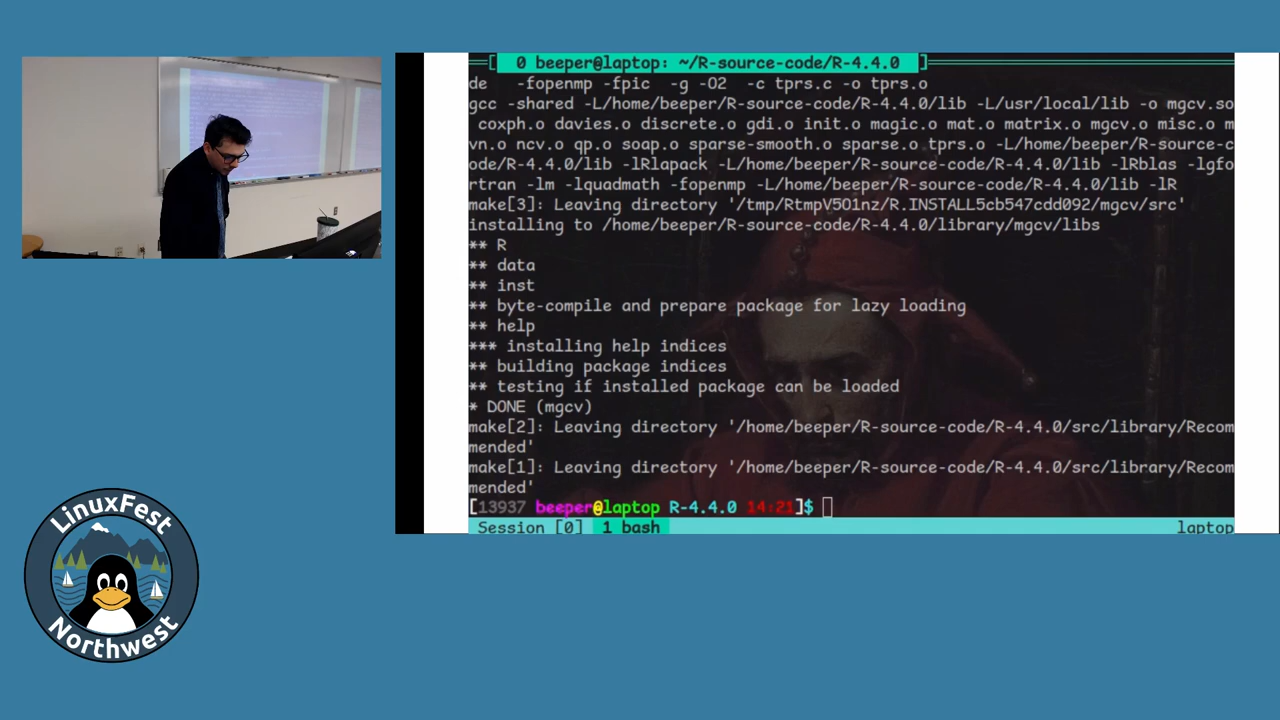 [ 0 beeper@laptop: ~/R-source-code/R-4.4.0 ]
de -fopenmp -fpic -g -O2 -c tprs.c -o tprs.o
gcc -shared -L/home/beeper/R-source-code/R-4.4.0/lib -L/usr/local/lib -o mgcv.so
coxph.o davies.o discrete.o gdi.o init.o magic.o mat.o matrix.o mgcv.o misc.o m
vn.o ncv.o qp.o soap.o sparse-smooth.o sparse.o tprs.o -L/home/beeper/R-source-c
ode/R-4.4.0/lib -lRlapack -L/home/beeper/R-source-code/R-4.4.0/lib -lRblas -lgfo
rtran -lm -lquadmath -fopenmp -L/home/beeper/R-source-code/R-4.4.0/lib -lR
make[3]: Leaving directory '/tmp/RtmpV5O1nz/R.INSTALL5cb547cdd092/mgcv/src'
installing to /home/beeper/R-source-code/R-4.4.0/library/mgcv/libs
** R
** data
** inst
** byte-compile and prepare package for lazy loading
** help
*** installing help indices
** building package indices
** testing if installed package can be loaded
* DONE (mgcv)
make[2]: Leaving directory '/home/beeper/R-source-code/R-4.4.0/src/library/Recom
mended'
make[1]: Leaving directory '/home/beeper/R-source-code/R-4.4.0/src/library/Recom
mended'
[13937 beeper@laptop R-4.4.0 14:21]$
Session [0] 1 bash laptop
LinuxFest
Northwest